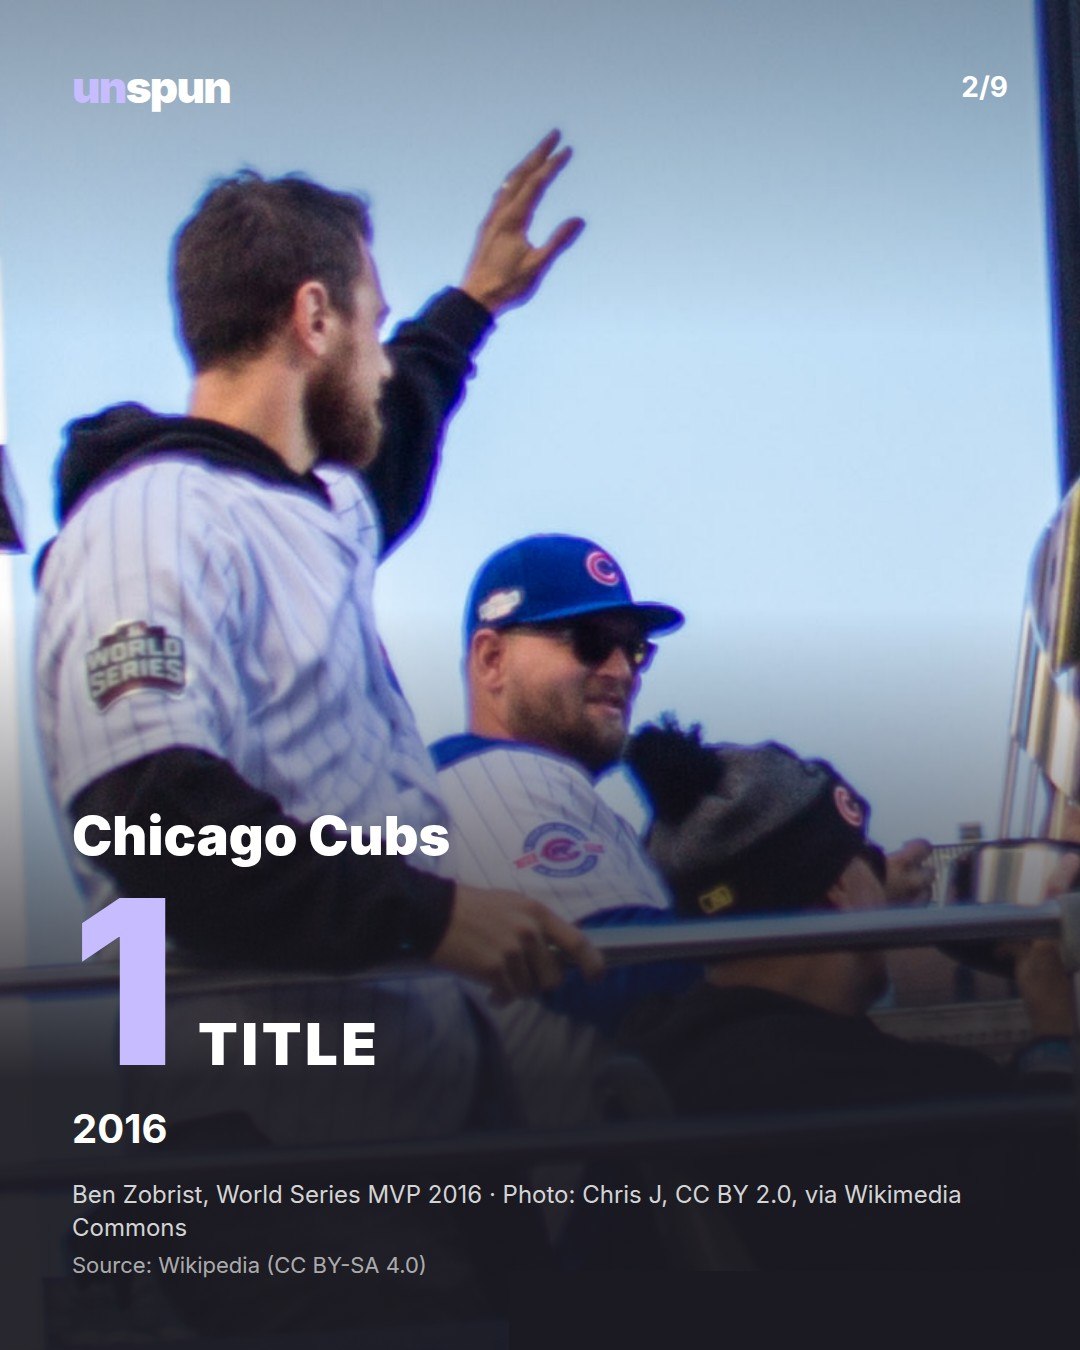 unspun
2/9
WORLD
SERIES
Chicago Cubs
1 TITLE
2016
Ben Zobrist, World Series MVP 2016 · Photo: Chris J, CC BY 2.0, via Wikimedia
Commons
Source: Wikipedia (CC BY-SA 4.0)